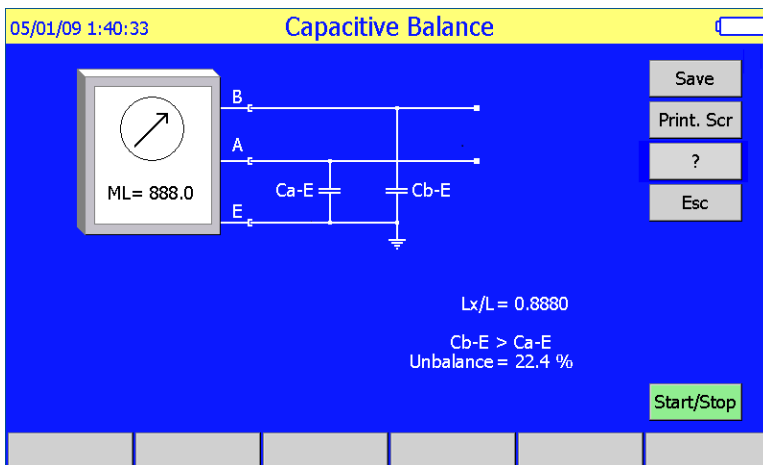 05/01/09 1:40:33 Capacitive Balance
Save
B
Print. Scr
A
?
ML= 888.0
Ca-E
Cb-E
Esc
E
Lx/L = 0.8880
Cb-E > Ca-E
Unbalance = 22.4 %
Start/Stop